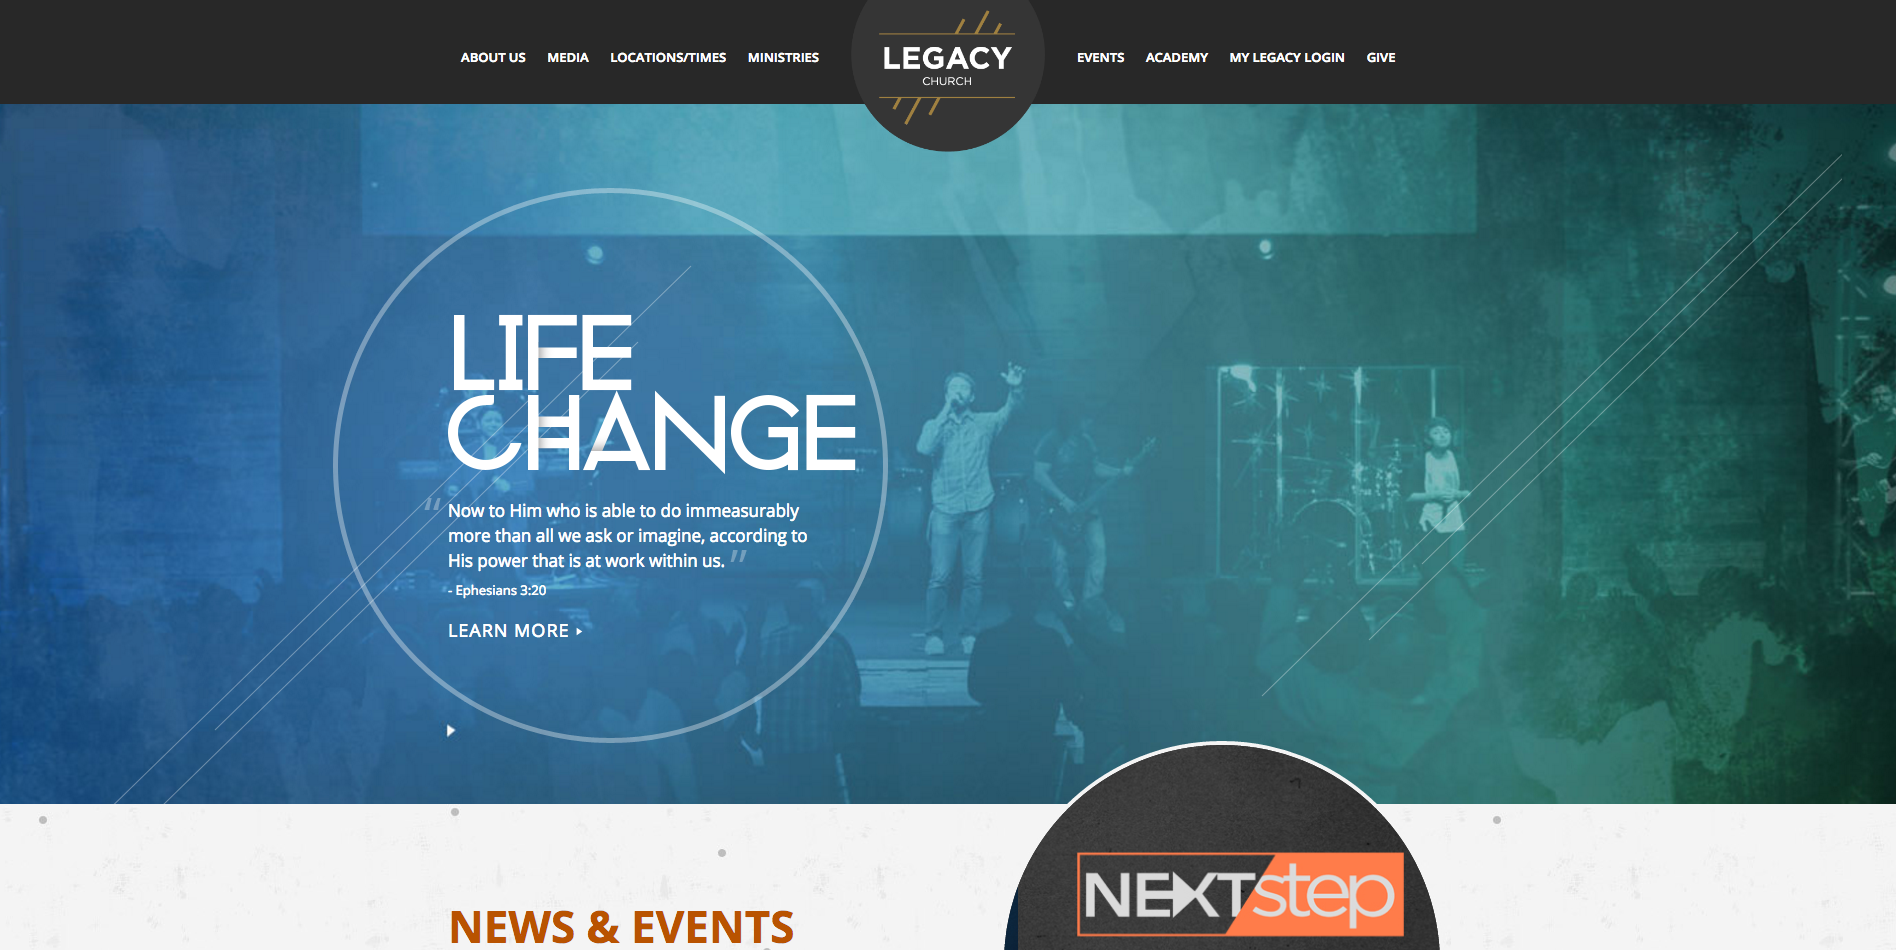 ABOUT US
MEDIA
LOCATIONS/TIMES
MINISTRIES
LEGACY
CHURCH
EVENTS
ACADEMY
MY LEGACY LOGIN
GIVE
LIFE
CHANGE
“ Now to Him who is able to do immeasurably
more than all we ask or imagine, according to
His power that is at work within us. ”
- Ephesians 3:20
LEARN MORE
NEXTstep
NEWS & EVENTS